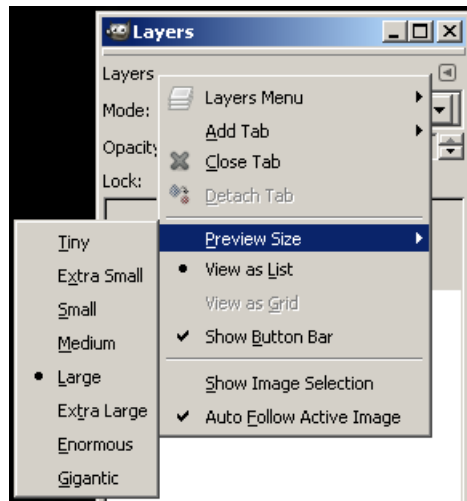 Layers
Layers
Mode:
Layers Menu
Add Tab
Opacity
Close Tab
Lock:
Detach Tab
Preview Size
View as List
View as Grid
Show Button Bar
Show Image Selection
Auto Follow Active Image
Tiny
Extra Small
Small
Medium
Large
Extra Large
Enormous
Gigantic